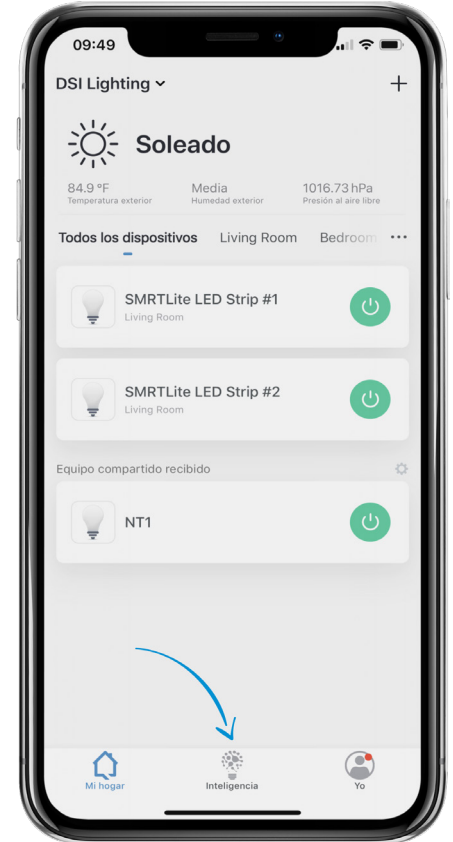 09:49
DSI Lighting
Soleado
84.9 °F Media 1016.73 hPa
Temperatura exterior Humedad exterior Presión al aire libre
Todos los dispositivos Living Room Bedroom ...
SMRTLite LED Strip #1
Living Room
SMRTLite LED Strip #2
Living Room
Equipo compartido recibido
NT1
Mi hogar Inteligencia Yo